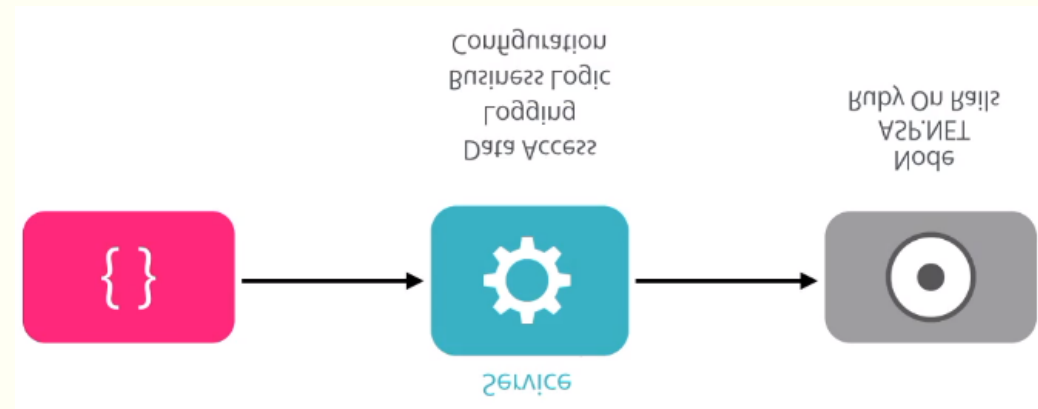 Service
{ }
Data Access
Logging
Business Logic
Configuration
Node
ASP.NET
Ruby On Rails